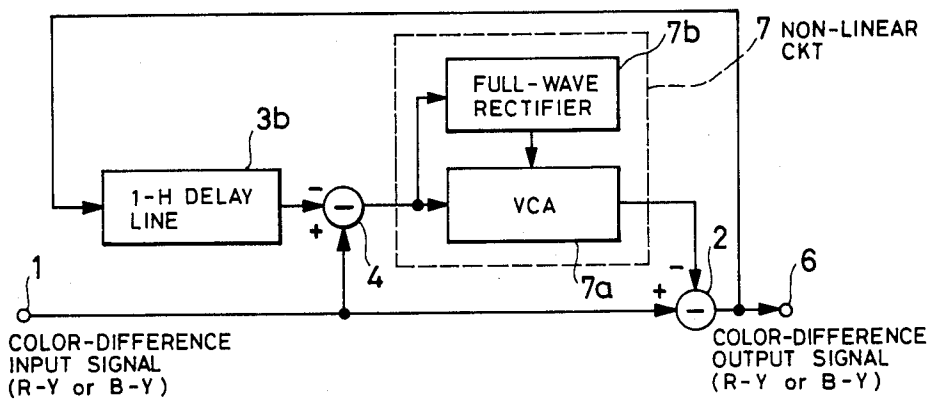 7b
7 NON-LINEAR
CKT
FULL-WAVE
RECTIFIER
3b
1-H DELAY
LINE
-
-
+
4
VCA
7a
2
-
+
-
6
1
COLOR-DIFFERENCE
INPUT SIGNAL
(R-Y or B-Y)
COLOR-DIFFERENCE
OUTPUT SIGNAL
(R-Y or B-Y)